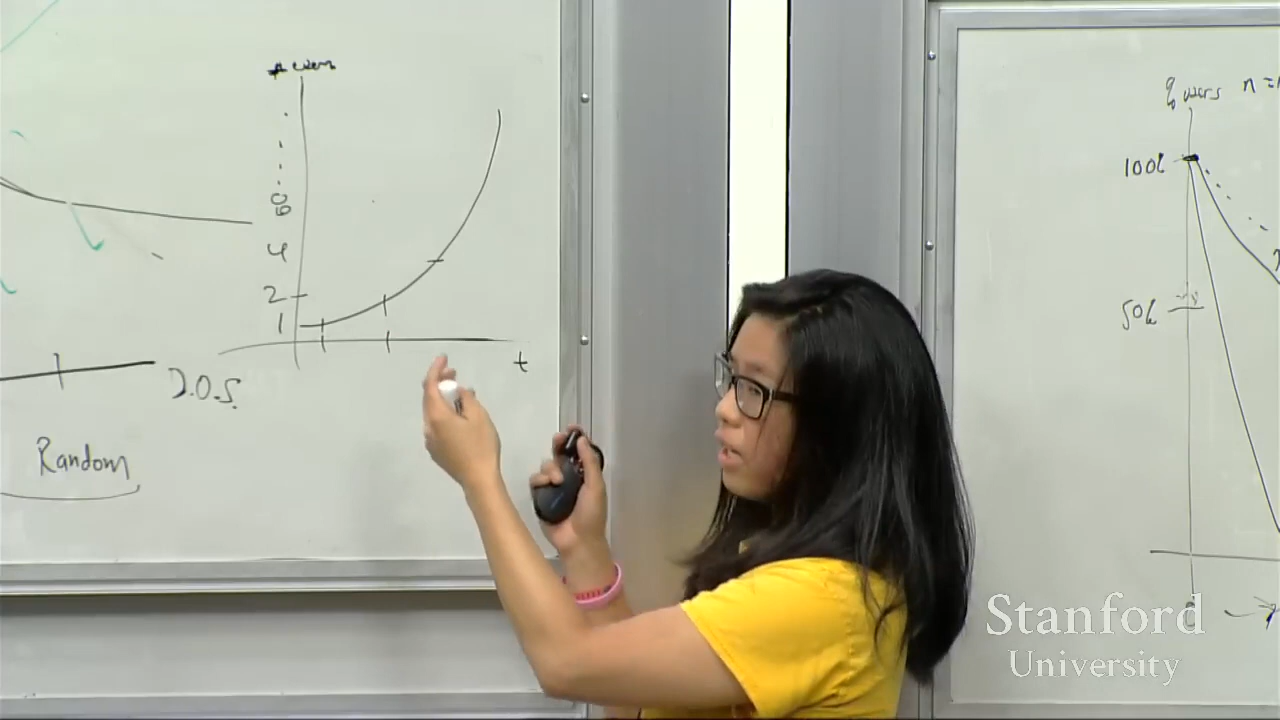 # users
8
4
2
1
t
D.O.S.
Random
% users n =
100%
50%
Stanford
University